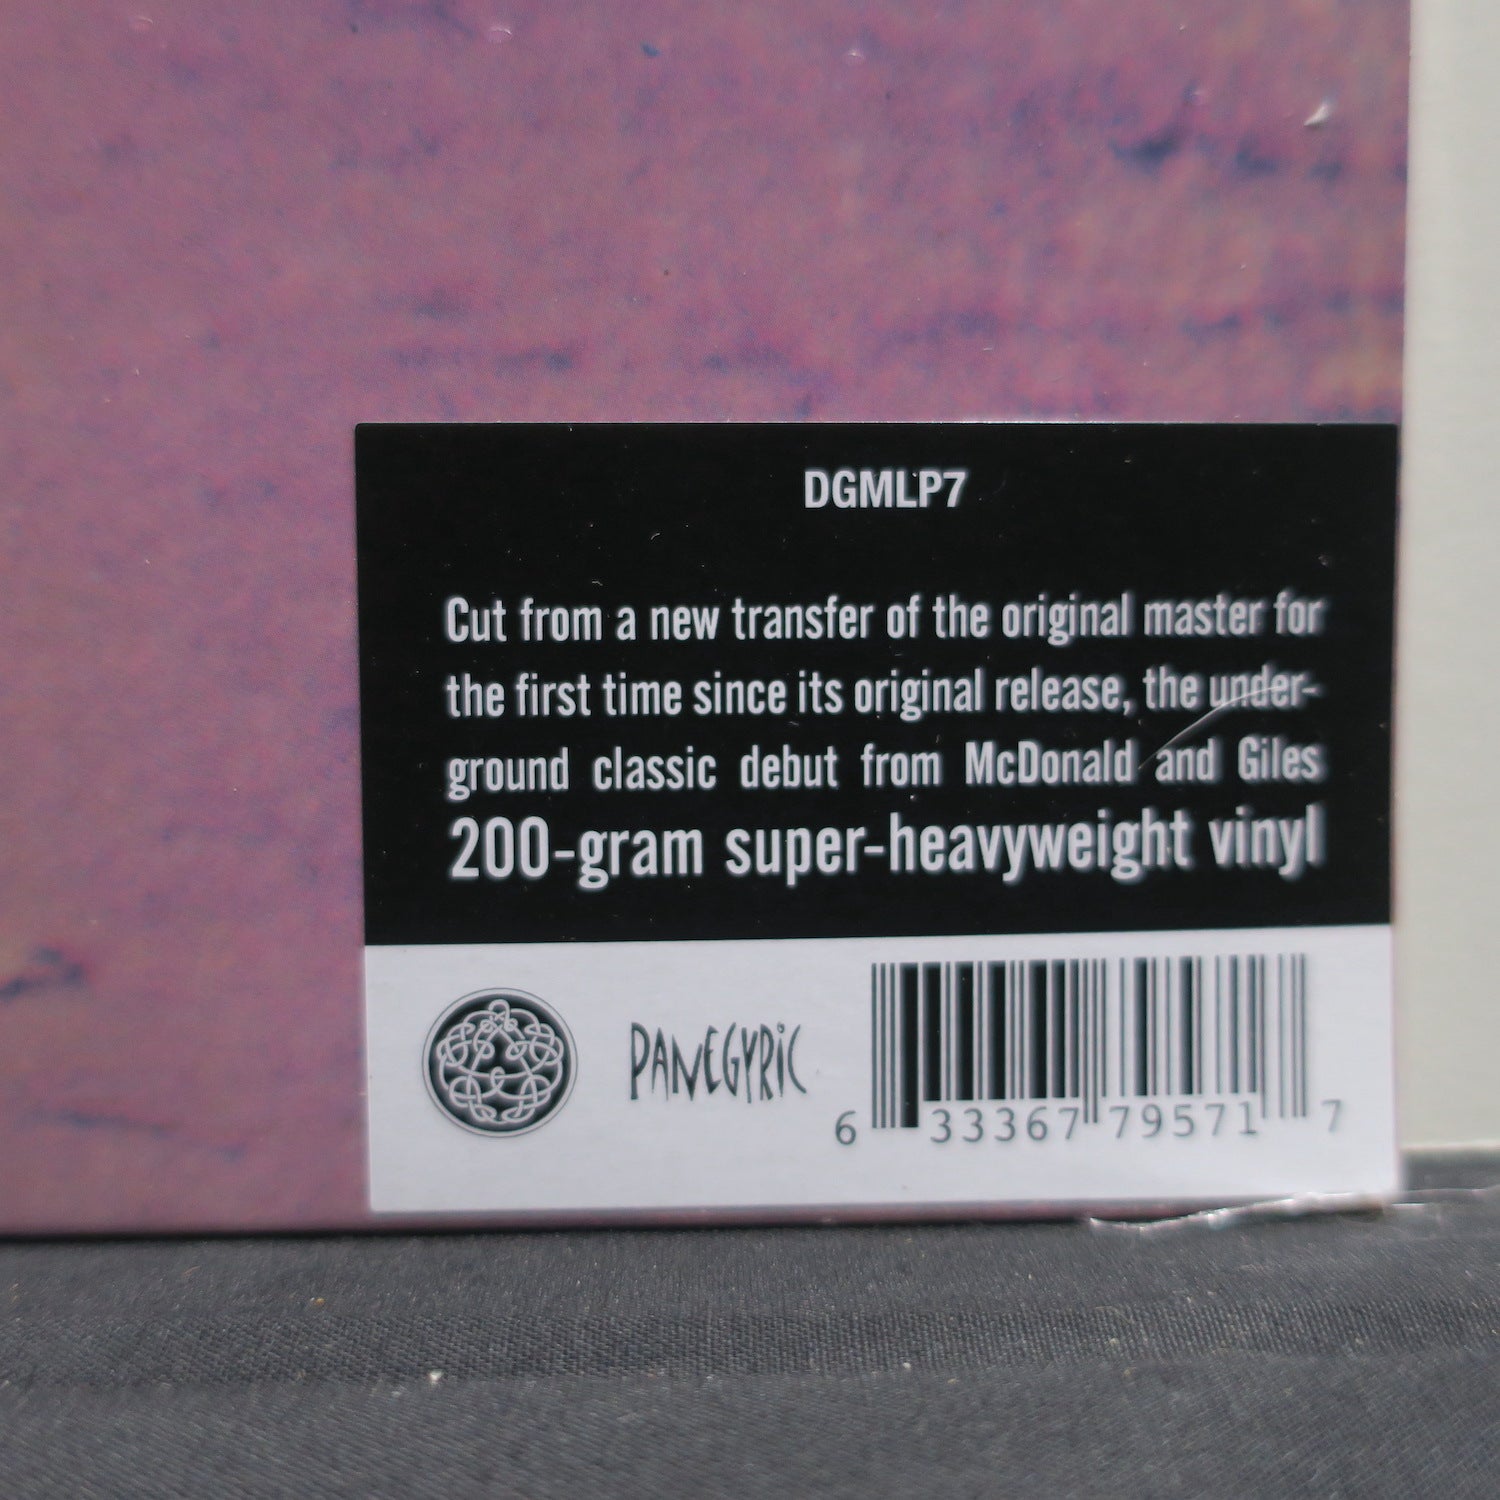 DGMLP7
Cut from a new transfer of the original master for
the first time since its original release, the under-
ground classic debut from McDonald and Giles
200-gram super-heavyweight vinyl
PANEGYRIC
6 33367 79571 7